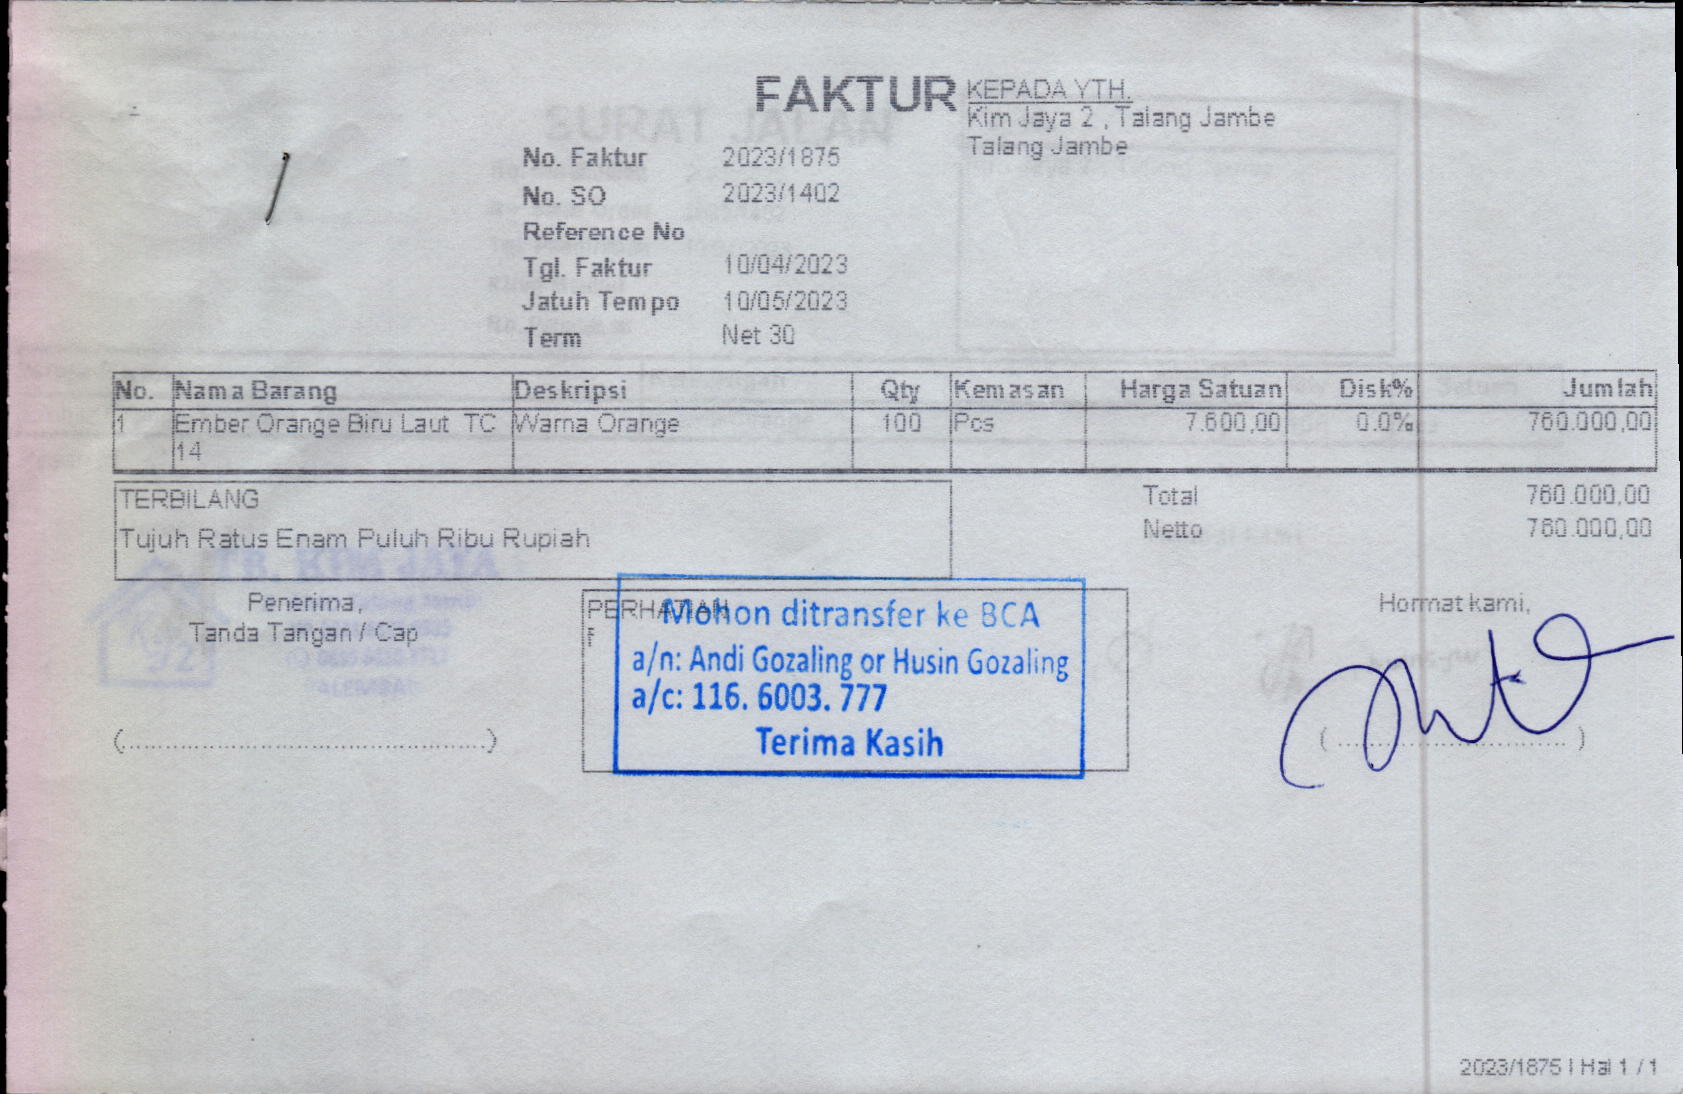 FAKTUR
KEPADA YTH.
Kim Jaya 2 , Talang Jambe
Talang Jambe
No. Faktur 2023/1875
No. SO 2023/1402
Reference No
Tgl. Faktur 10/04/2023
Jatuh Tempo 10/05/2023
Term Net 30
No. Nama Barang Deskripsi Qty Kemasan Harga Satuan Disk% Jumlah
1 Ember Orange Biru Laut TC Warna Orange 100 Pcs 7.600,00 0.0% 760.000,00
14
TERBILANG
Tujuh Ratus Enam Puluh Ribu Rupiah
Total 760.000,00
Netto 760.000,00
Penerima,
Tanda Tangan / Cap
(................................................)
PERHATIAN
Mohon ditransfer ke BCA
a/n: Andi Gozaling or Husin Gozaling
a/c: 116. 6003. 777
Terima Kasih
Hormat kami,
(................................)
2023/1875 | Hal 1 / 1